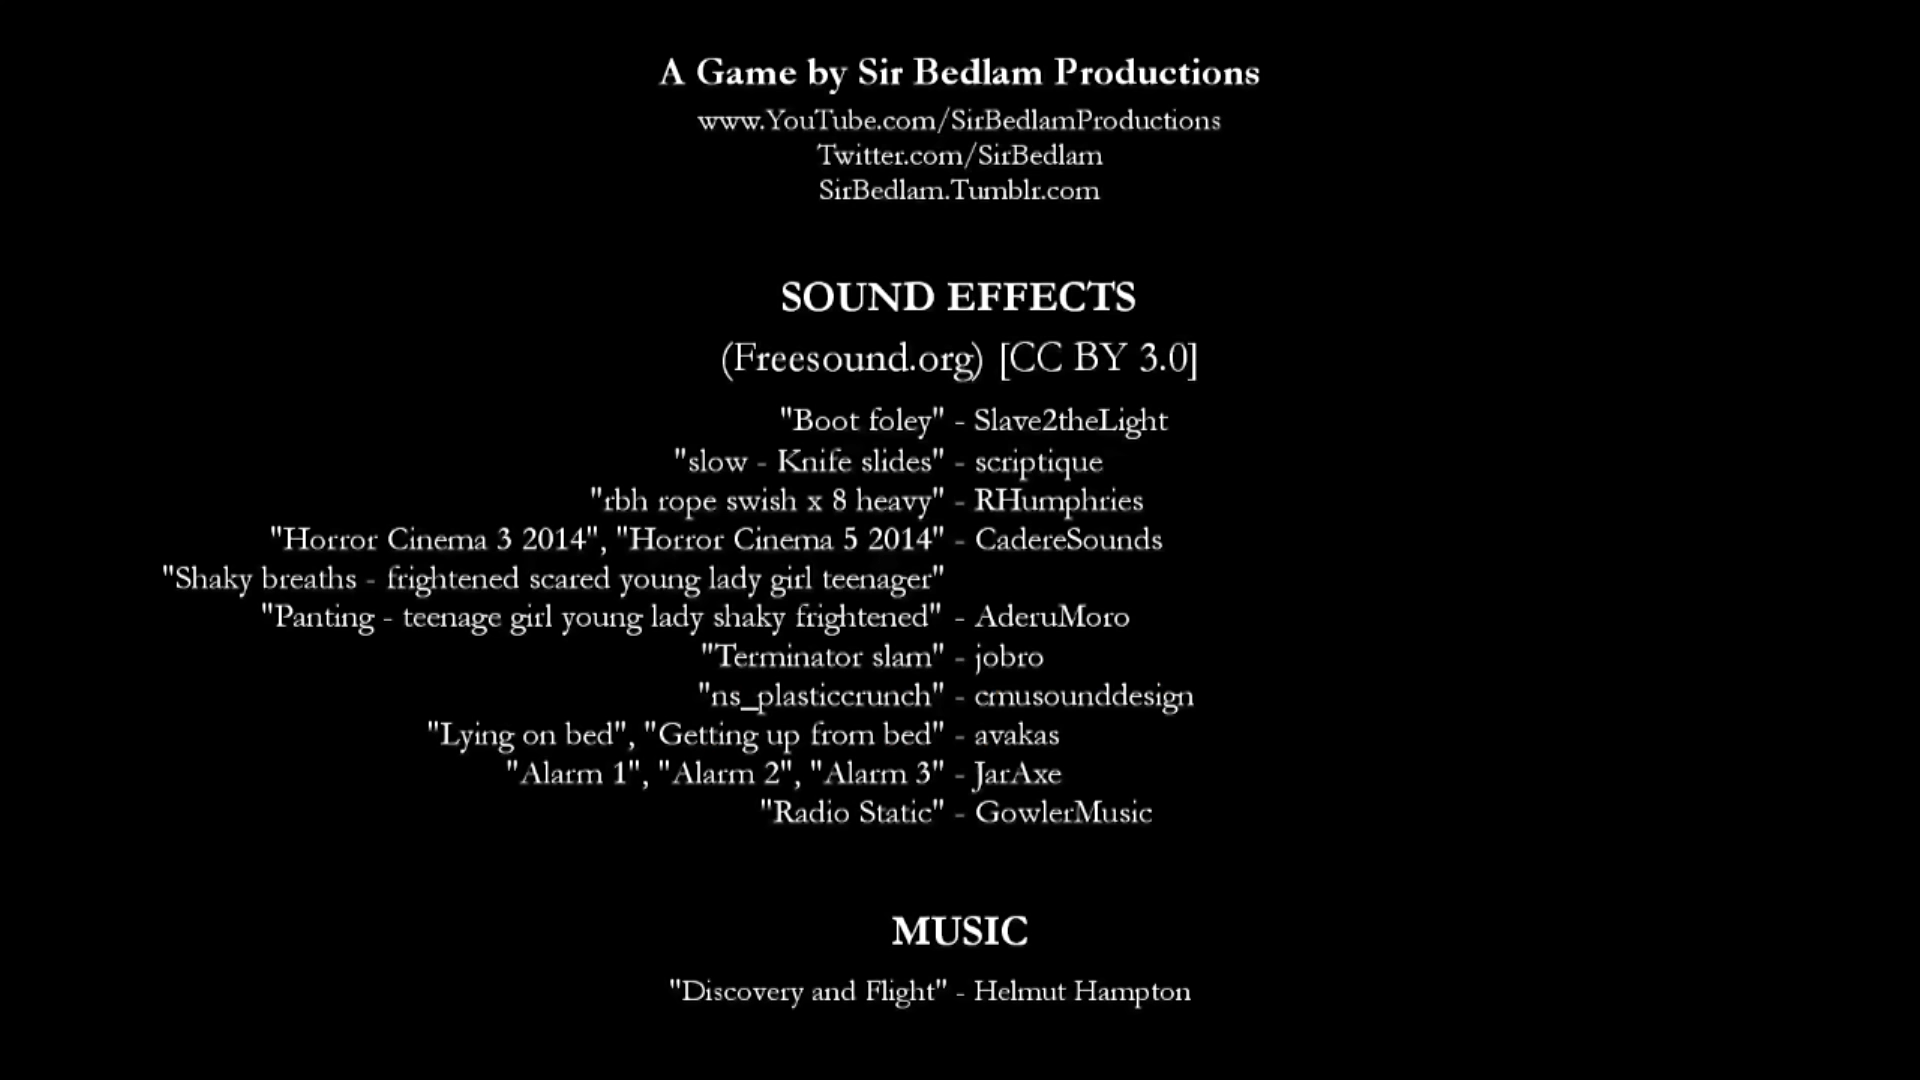 A Game by Sir Bedlam Productions
www.YouTube.com/SirBedlamProductions
Twitter.com/SirBedlam
SirBedlam.Tumblr.com
SOUND EFFECTS
(Freesound.org) [CC BY 3.0]
"Boot foley" - Slave2theLight
"slow - Knife slides" - scriptique
"rbh rope swish x 8 heavy" - RHumphries
"Horror Cinema 3 2014", "Horror Cinema 5 2014" - CadereSounds
"Shaky breaths - frightened scared young lady girl teenager"
"Panting - teenage girl young lady shaky frightened" - AderuMoro
"Terminator slam" - jobro
"ns_plasticcrunch" - cmusounddesign
"Lying on bed", "Getting up from bed" - avakas
"Alarm 1", "Alarm 2", "Alarm 3" - JarAxe
"Radio Static" - GowlerMusic
MUSIC
"Discovery and Flight" - Helmut Hampton